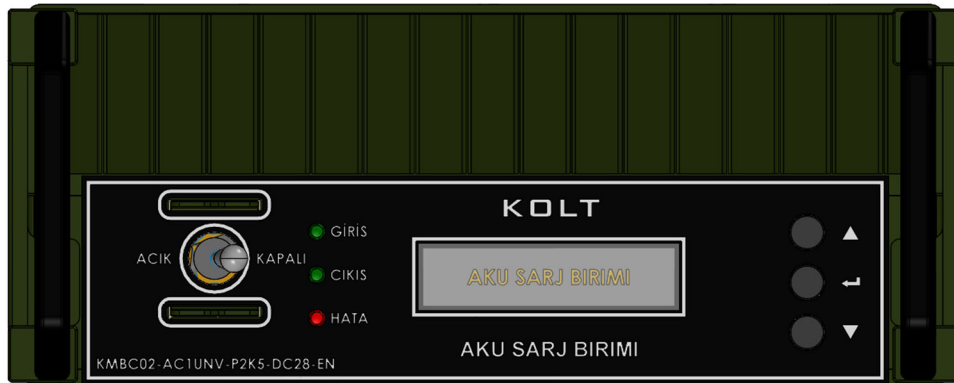 KOLT
ACIK KAPALI
GİRİS
CIKIS
HATA
AKU SARJ BIRIMI
AKU SARJ BIRIMI
KMBC02-AC1UNV-P2K5-DC28-EN